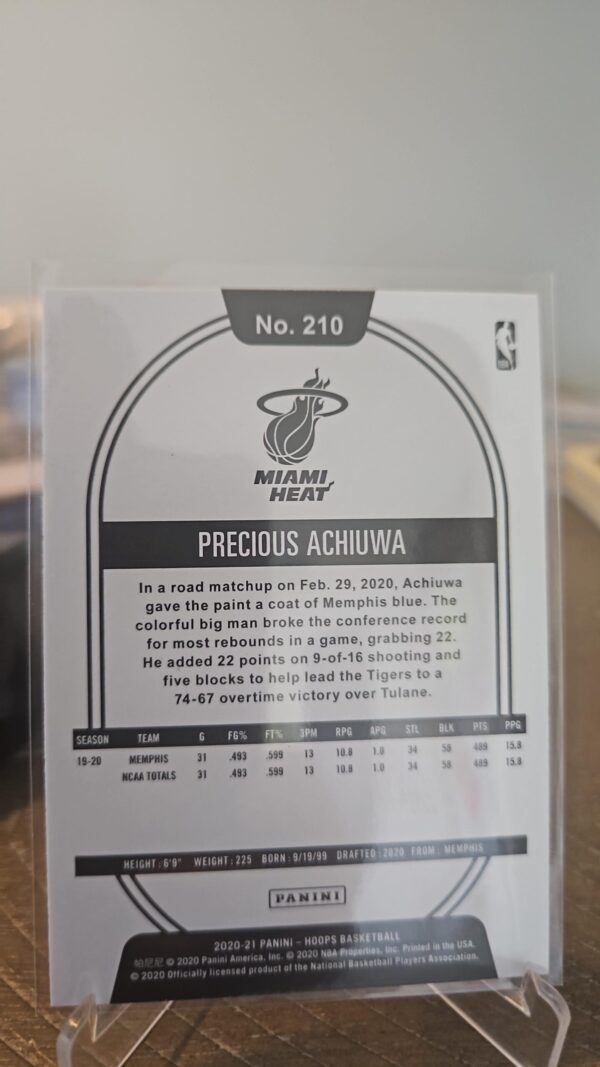 No. 210
MIAMI
HEAT
PRECIOUS ACHIUWA
In a road matchup on Feb. 29, 2020, Achiuwa
gave the paint a coat of Memphis blue. The
colorful big man broke the conference record
for most rebounds in a game, grabbing 22.
He added 22 points on 9-of-16 shooting and
five blocks to help lead the Tigers to a
74-67 overtime victory over Tulane.
SEASON TEAM G FG% FT% 3PM RPG APG STL BLK PTS PPG
19-20 MEMPHIS 31 .493 .599 13 10.8 1.0 34 58 489 15.8
NCAA TOTALS 31 .493 .599 13 10.8 1.0 34 58 489 15.8
HEIGHT: 6'9" WEIGHT: 225 BORN: 9/19/99 DRAFTED: 2020 FROM: MEMPHIS
PANINI
2020-21 PANINI – HOOPS BASKETBALL
帕尼尼 © 2020 Panini America, Inc. © 2020 NBA Properties, Inc. Printed in the USA.
© 2020 Officially licensed product of the National Basketball Players Association.